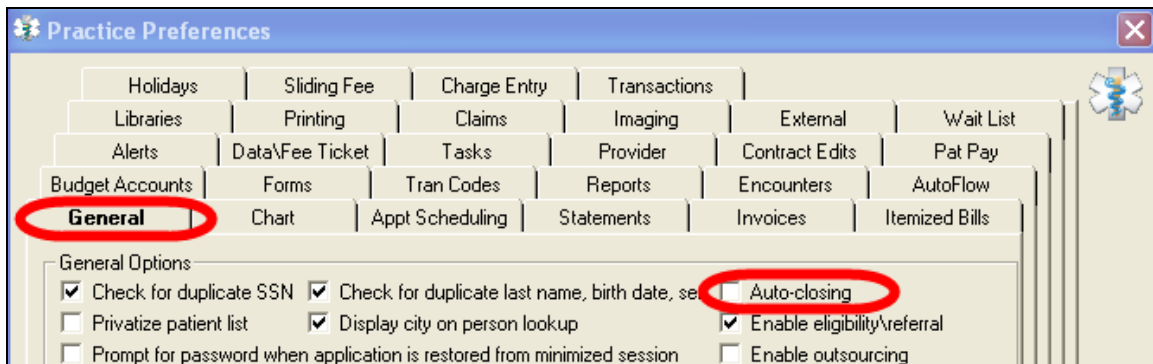 Practice Preferences
Holidays Sliding Fee Charge Entry Transactions
Libraries Printing Claims Imaging External Wait List
Alerts Data\Fee Ticket Tasks Provider Contract Edits Pat Pay
Budget Accounts Forms Tran Codes Reports Encounters AutoFlow
General Chart Appt Scheduling Statements Invoices Itemized Bills
General Options
Check for duplicate SSN Check for duplicate last name, birth date, Auto-closing
Privatize patient list Display city on person lookup Enable eligibility\referral
Prompt for password when application is restored from minimized session Enable outsourcing